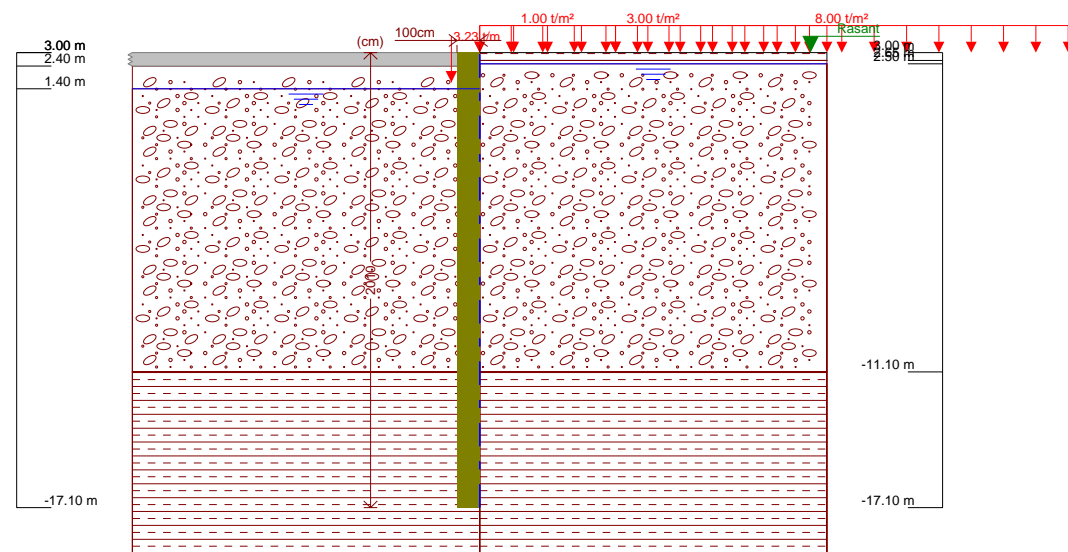 1.00 t/m² 3.00 t/m² 8.00 t/m²
100cm
3.23 t/m
Rasant
(cm)
3.00 m
3.00 m
2.40 m
2.50 m
1.40 m
2010
-11.10 m
-17.10 m
-17.10 m